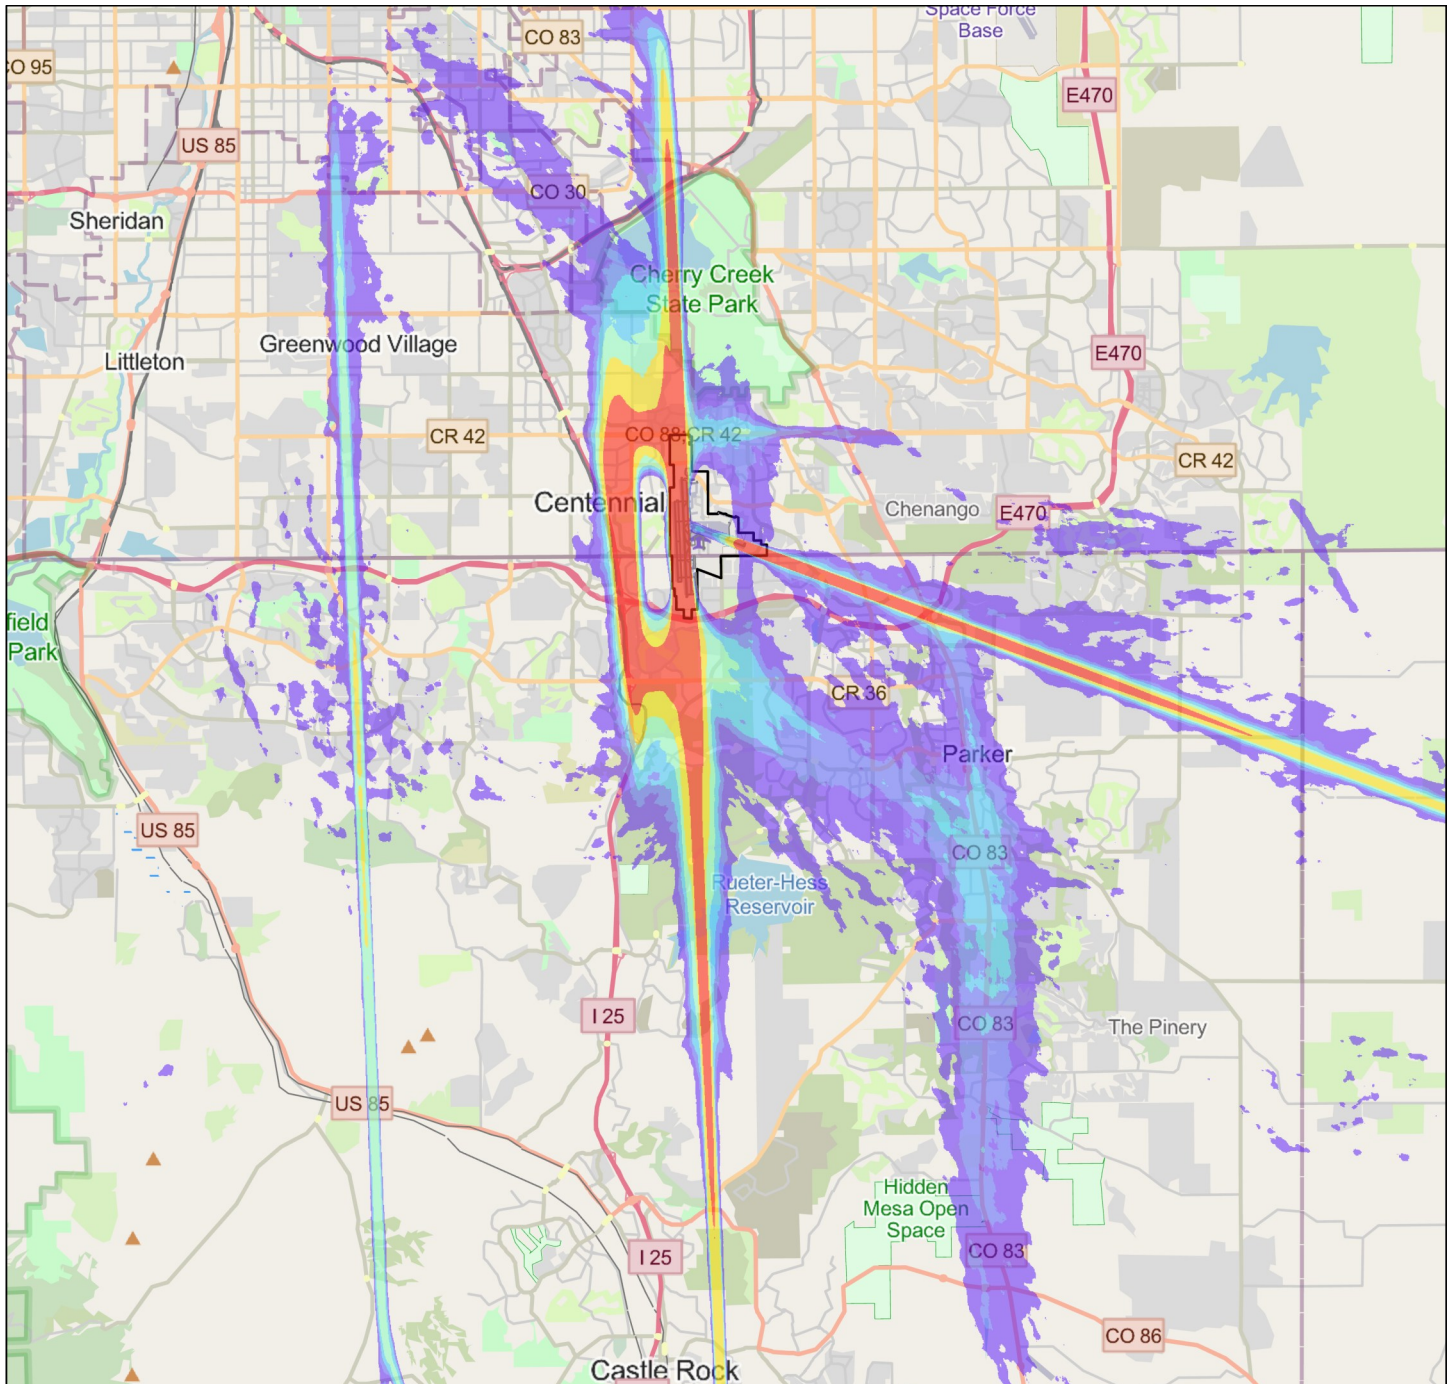 Space Force
Base
CO 83
CO 95
E470
US 85
CO 30
Sheridan
Cherry Creek
State Park
Greenwood Village
E470
Littleton
CR 42
CO 88;CR 42
CR 42
Centennial
Chenango
E470
field
Park
CR 36
Parker
US 85
CO 83
Rueter-Hess
Reservoir
I 25
CO 83
The Pinery
US 85
Hidden
Mesa Open
Space
CO 83
I 25
CO 86
Castle Rock